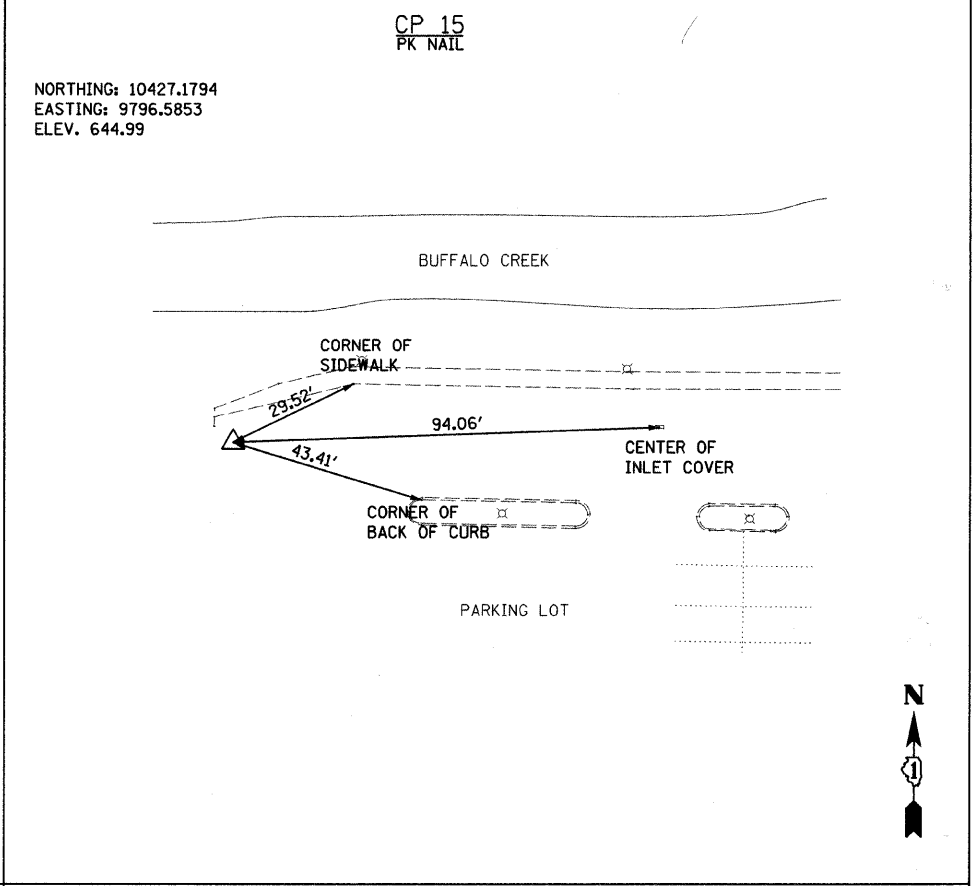 CP 15
PK NAIL
NORTHING: 10427.1794
EASTING: 9796.5853
ELEV. 644.99
BUFFALO CREEK
CORNER OF
SIDEWALK
29.52'
94.06'
CENTER OF
INLET COVER
43.41'
CORNER OF
BACK OF CURB
PARKING LOT
N
1